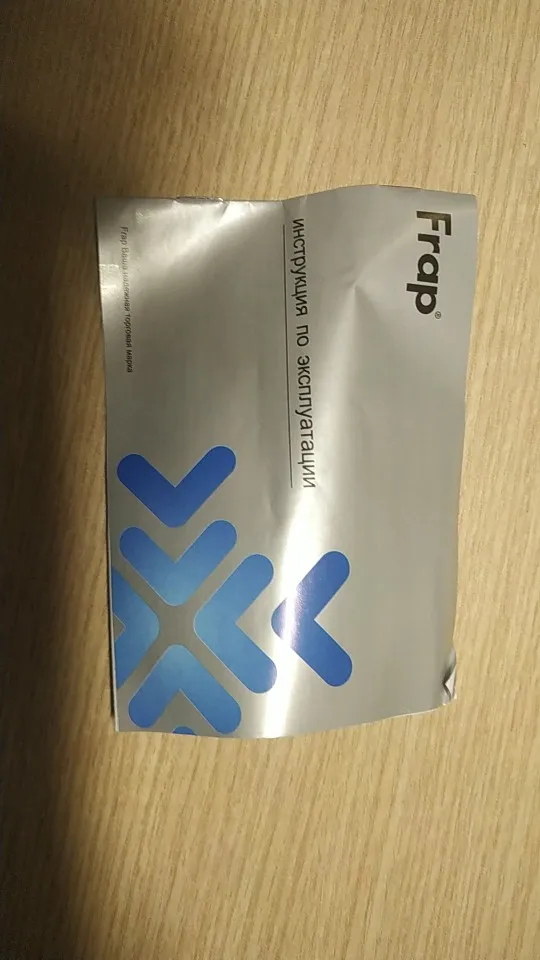 Frap®
инструкция по эксплуатации
Frap Ваша надежная торговая марка